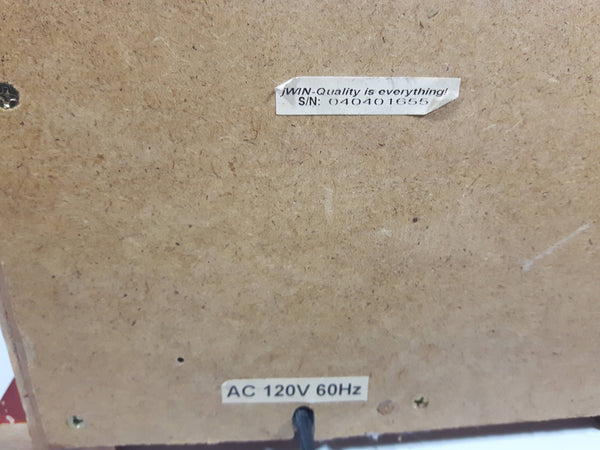 jWIN-Quality is everything!
S/N: 040401655
AC 120V 60Hz